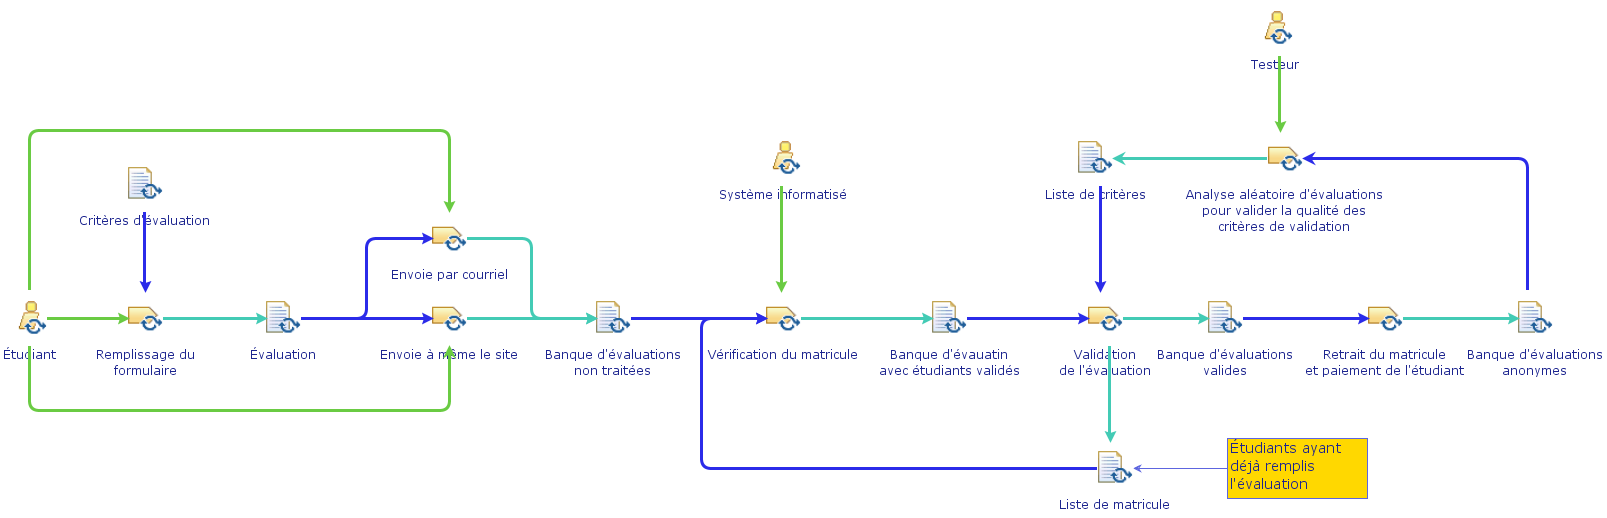 Testeur
Système informatisé
Liste de critères
Analyse aléatoire d'évaluations
pour valider la qualité des
critères de validation
Critères d'évaluation
Envoie par courriel
Étudiant
Remplissage du
formulaire
Évaluation
Envoie à même le site
Banque d'évaluations
non traitées
Vérification du matricule
Banque d'évauatin
avec étudiants validés
Validation
de l'évaluation
Banque d'évaluations
valides
Retrait du matricule
et paiement de l'étudiant
Banque d'évaluations
anonymes
Étudiants ayant
déjà remplis
l'évaluation
Liste de matricule